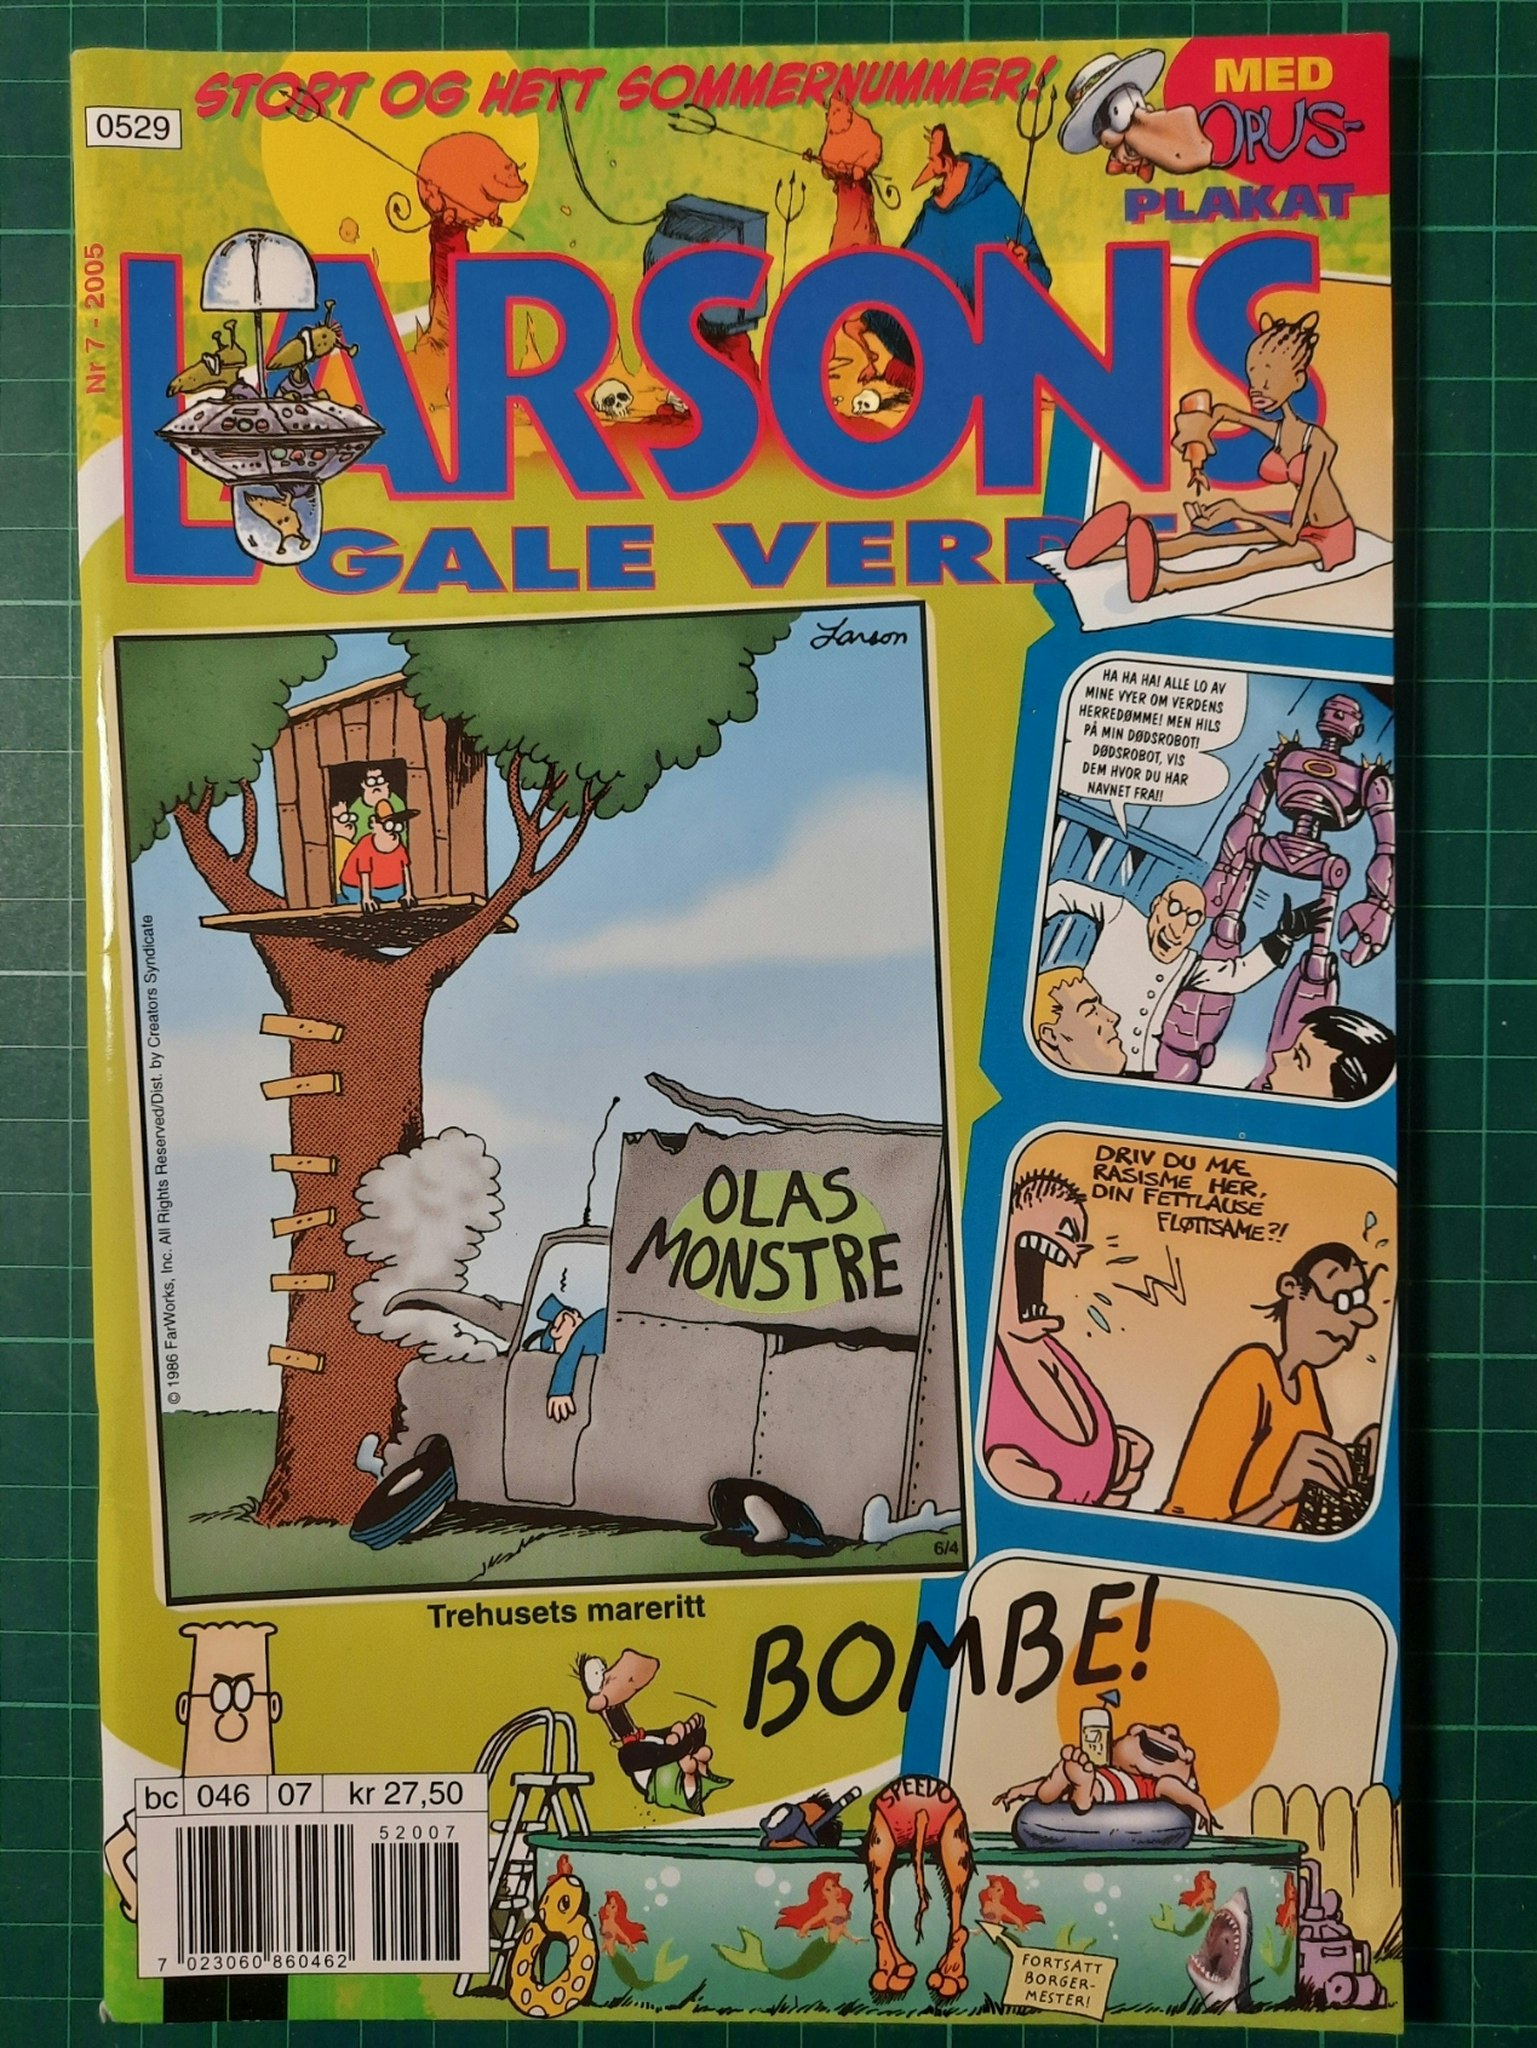 STORT OG HETT SOMMERNUMMER!
MED
OPUS-
PLAKAT
0529
Nr 7 - 2005
LARSONS
GALE VERDEN
Larson
© 1986 FarWorks, Inc. All Rights Reserved/Dist. by Creators Syndicate
OLAS
MONSTRE
6/4
Trehusets mareritt
HA HA HA! ALLE LO AV
MINE VYER OM VERDENS
HERREDØMME! MEN HILS
PÅ MIN DØDSROBOT!
DØDSROBOT, VIS
DEM HVOR DU HAR
NAVNET FRA!!
DRIV DU MÆ
RASISME HER,
DIN FETTLAUSE
FLØTTSAME?!
BOMBE!
SPEEDO
FORTSATT
BORGER-
MESTER!
bc 046 07 kr 27,50
52007
7 023060 860462